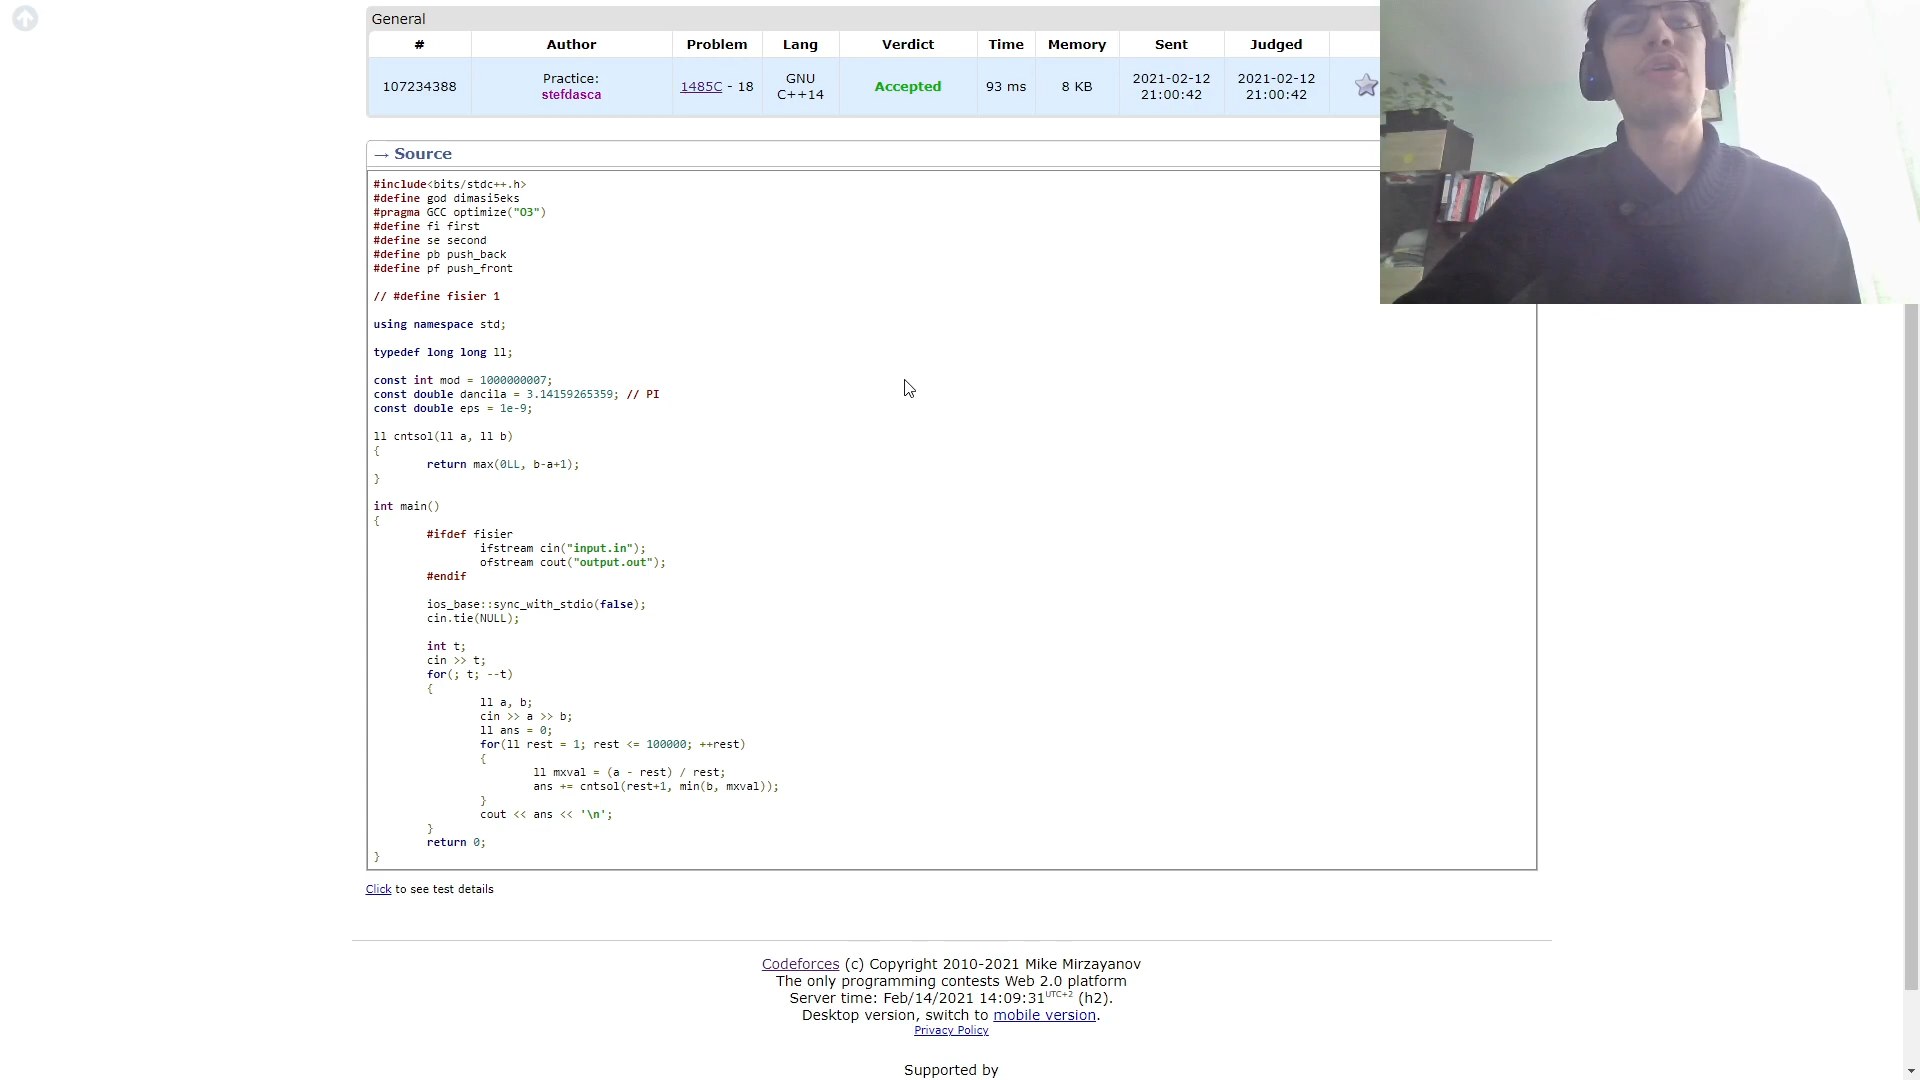 General
# Author Problem Lang Verdict Time Memory Sent Judged
107234388 Practice: stefdasca 1485C - 18 GNU C++14 Accepted 93 ms 8 KB 2021-02-12 21:00:42 2021-02-12 21:00:42
→ Source
#include<bits/stdc++.h>
#define god dimasi5eks
#pragma GCC optimize("O3")
#define fi first
#define se second
#define pb push_back
#define pf push_front
// #define fisier 1
using namespace std;
typedef long long ll;
const int mod = 1000000007;
const double dancila = 3.14159265359; // PI
const double eps = 1e-9;
ll cntsol(ll a, ll b)
{
return max(0LL, b-a+1);
}
int main()
{
#ifdef fisier
ifstream cin("input.in");
ofstream cout("output.out");
#endif
ios_base::sync_with_stdio(false);
cin.tie(NULL);
int t;
cin >> t;
for(; t; --t)
{
ll a, b;
cin >> a >> b;
ll ans = 0;
for(ll rest = 1; rest <= 100000; ++rest)
{
ll mxval = (a - rest) / rest;
ans += cntsol(rest+1, min(b, mxval));
}
cout << ans << '\n';
}
return 0;
}
Click to see test details
Codeforces (c) Copyright 2010-2021 Mike Mirzayanov
The only programming contests Web 2.0 platform
Server time: Feb/14/2021 14:09:31 UTC+2 (h2).
Desktop version, switch to mobile version.
Privacy Policy
Supported by